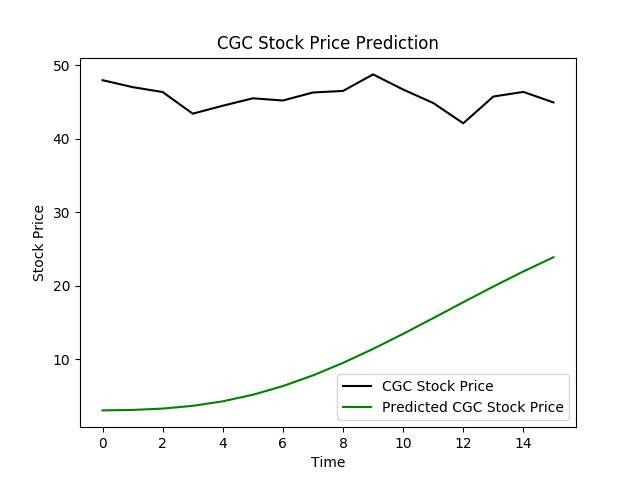 CGC Stock Price Prediction
50
40
30
20
10
Stock Price
0 2 4 6 8 10 12 14
Time
CGC Stock Price
Predicted CGC Stock Price